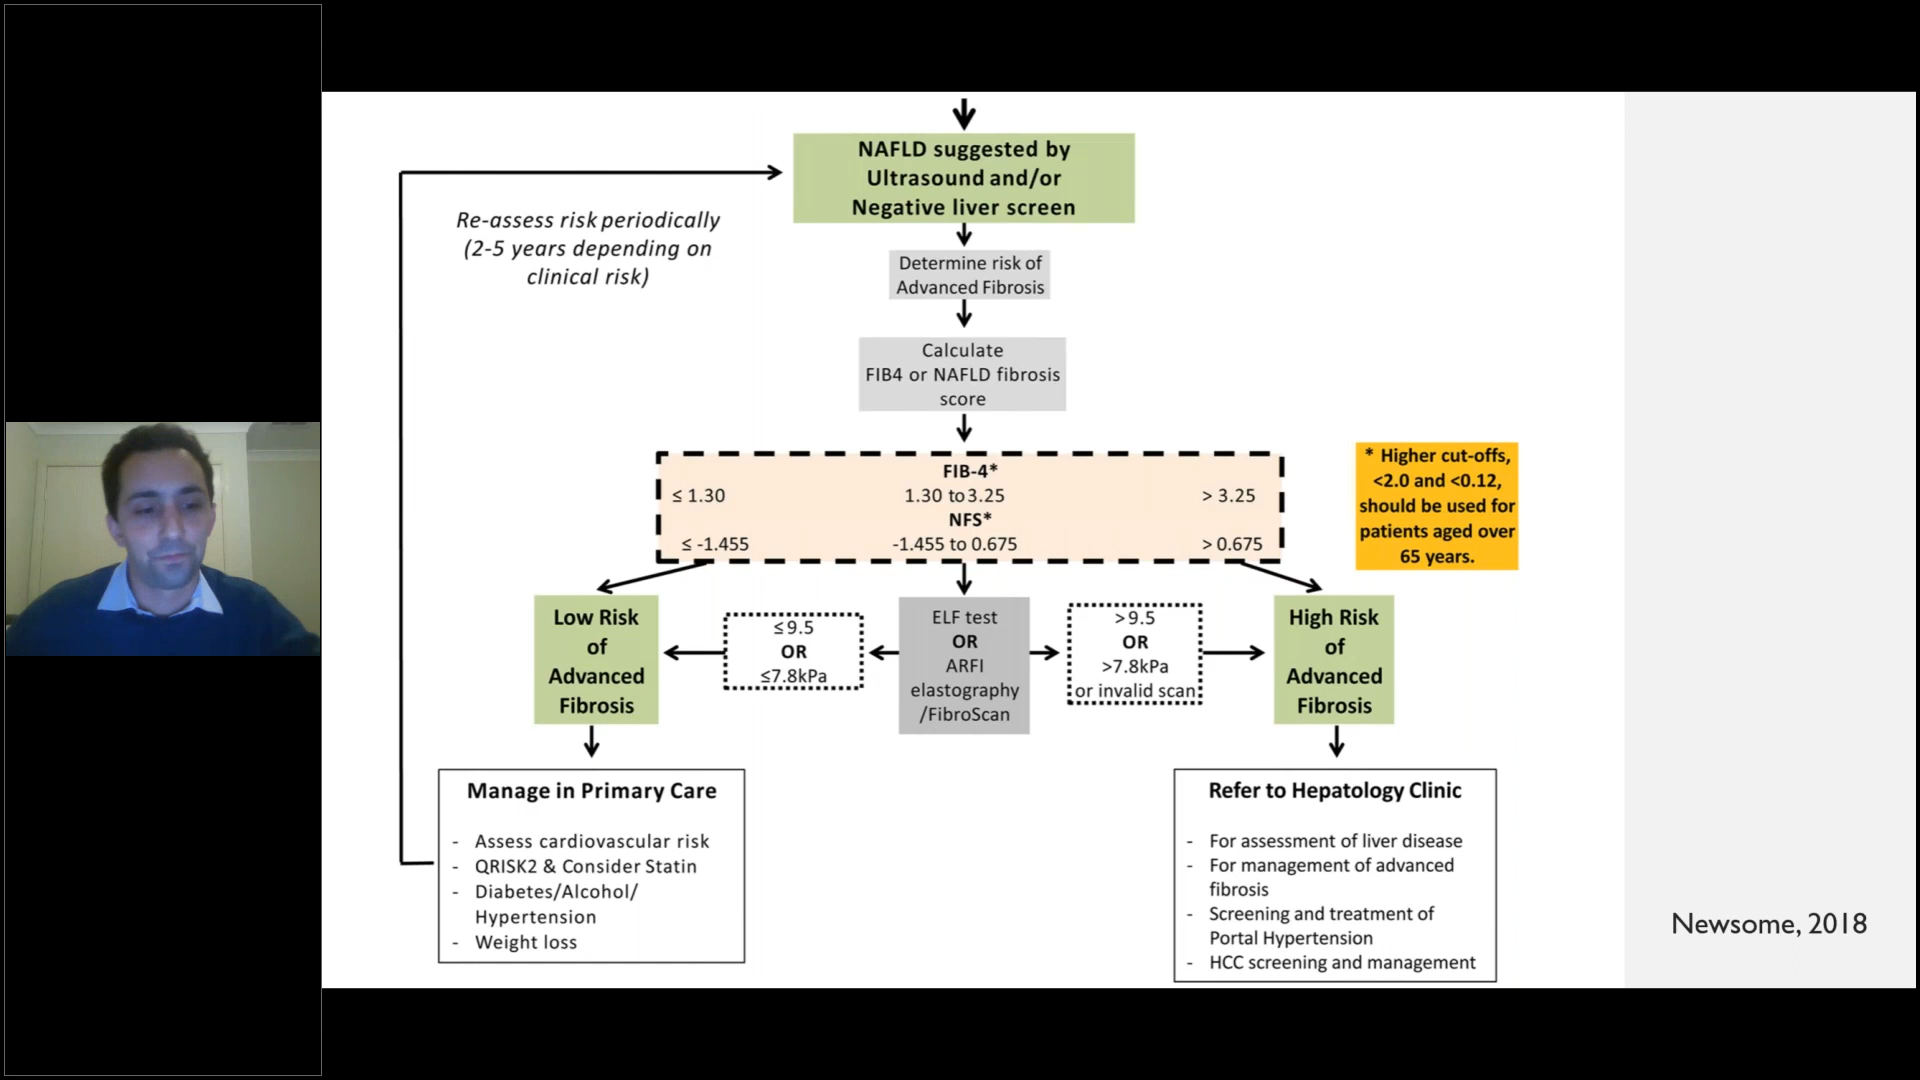 NAFLD suggested by
Ultrasound and/or
Negative liver screen
Re-assess risk periodically
(2-5 years depending on
clinical risk)
Determine risk of
Advanced Fibrosis
Calculate
FIB4 or NAFLD fibrosis
score
FIB-4*
≤ 1.30 1.30 to 3.25 > 3.25
NFS*
≤ -1.455 -1.455 to 0.675 > 0.675
* Higher cut-offs,
<2.0 and <0.12,
should be used for
patients aged over
65 years.
Low Risk
of
Advanced
Fibrosis
≤ 9.5
OR
≤7.8kPa
ELF test
OR
ARFI
elastography
/FibroScan
> 9.5
OR
>7.8kPa
or invalid scan
High Risk
of
Advanced
Fibrosis
Manage in Primary Care
- Assess cardiovascular risk
- QRISK2 & Consider Statin
- Diabetes/Alcohol/
Hypertension
- Weight loss
Refer to Hepatology Clinic
- For assessment of liver disease
- For management of advanced
fibrosis
- Screening and treatment of
Portal Hypertension
- HCC screening and management
Newsome, 2018